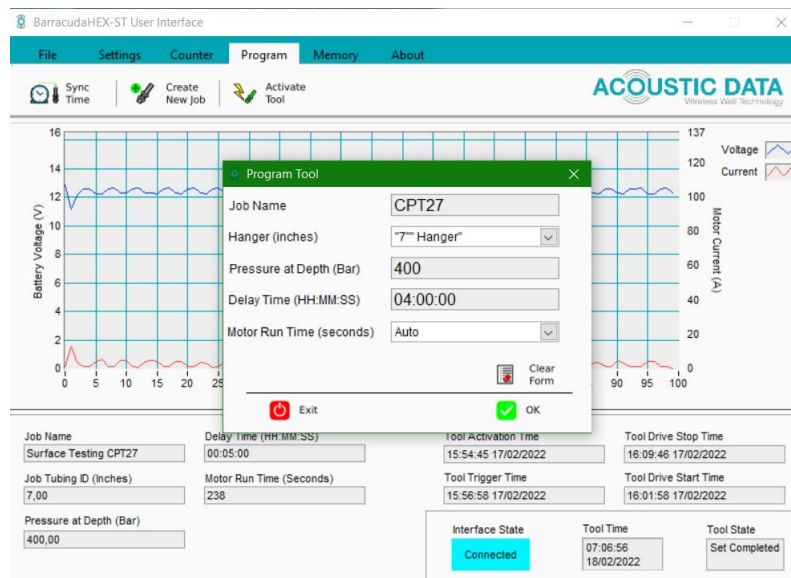 BarracudaHEX-ST User Interface
File Settings Counter Program Memory About
Sync Time
Create New Job
Activate Tool
ACOUSTIC DATA
Wireless Well Technology
Program Tool
Job Name CPT27
Hanger (inches) "7"" Hanger"
Pressure at Depth (Bar) 400
Delay Time (HH:MM:SS) 04:00:00
Motor Run Time (seconds) Auto
Clear Form
Exit OK
Battery Voltage (V)
16
14
12
10
8
6
4
2
0
0 5 10 15 20 25 90 95 100
137
120
100
80
60
40
20
0
Motor Current (A)
Voltage
Current
Job Name
Surface Testing CPT27
Delay Time (HH:MM:SS)
00:05:00
Job Tubing ID (Inches)
7,00
Motor Run Time (Seconds)
238
Pressure at Depth (Bar)
400,00
Tool Activation Tme
15:54:45 17/02/2022
Tool Drive Stop Time
16:09:46 17/02/2022
Tool Trigger Time
15:56:58 17/02/2022
Tool Drive Start Time
16:01:58 17/02/2022
Interface State
Connected
Tool Time
07:06:56
18/02/2022
Tool State
Set Completed